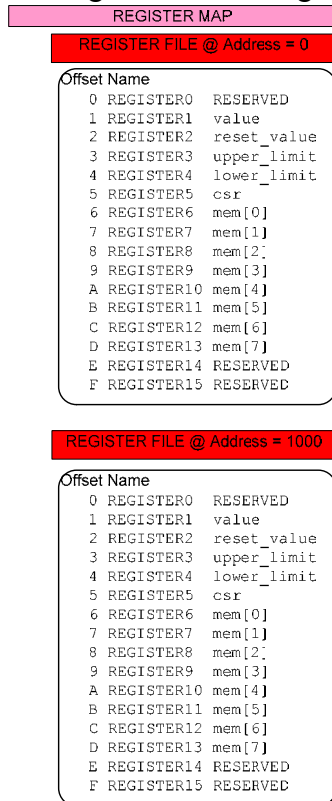 REGISTER MAP
REGISTER FILE @ Address = 0
Offset Name
0 REGISTER0 RESERVED
1 REGISTER1 value
2 REGISTER2 reset_value
3 REGISTER3 upper_limit
4 REGISTER4 lower_limit
5 REGISTER5 csr
6 REGISTER6 mem[0]
7 REGISTER7 mem[1]
8 REGISTER8 mem[2]
9 REGISTER9 mem[3]
A REGISTER10 mem[4]
B REGISTER11 mem[5]
C REGISTER12 mem[6]
D REGISTER13 mem[7]
E REGISTER14 RESERVED
F REGISTER15 RESERVED
REGISTER FILE @ Address = 1000
Offset Name
0 REGISTER0 RESERVED
1 REGISTER1 value
2 REGISTER2 reset_value
3 REGISTER3 upper_limit
4 REGISTER4 lower_limit
5 REGISTER5 csr
6 REGISTER6 mem[0]
7 REGISTER7 mem[1]
8 REGISTER8 mem[2]
9 REGISTER9 mem[3]
A REGISTER10 mem[4]
B REGISTER11 mem[5]
C REGISTER12 mem[6]
D REGISTER13 mem[7]
E REGISTER14 RESERVED
F REGISTER15 RESERVED